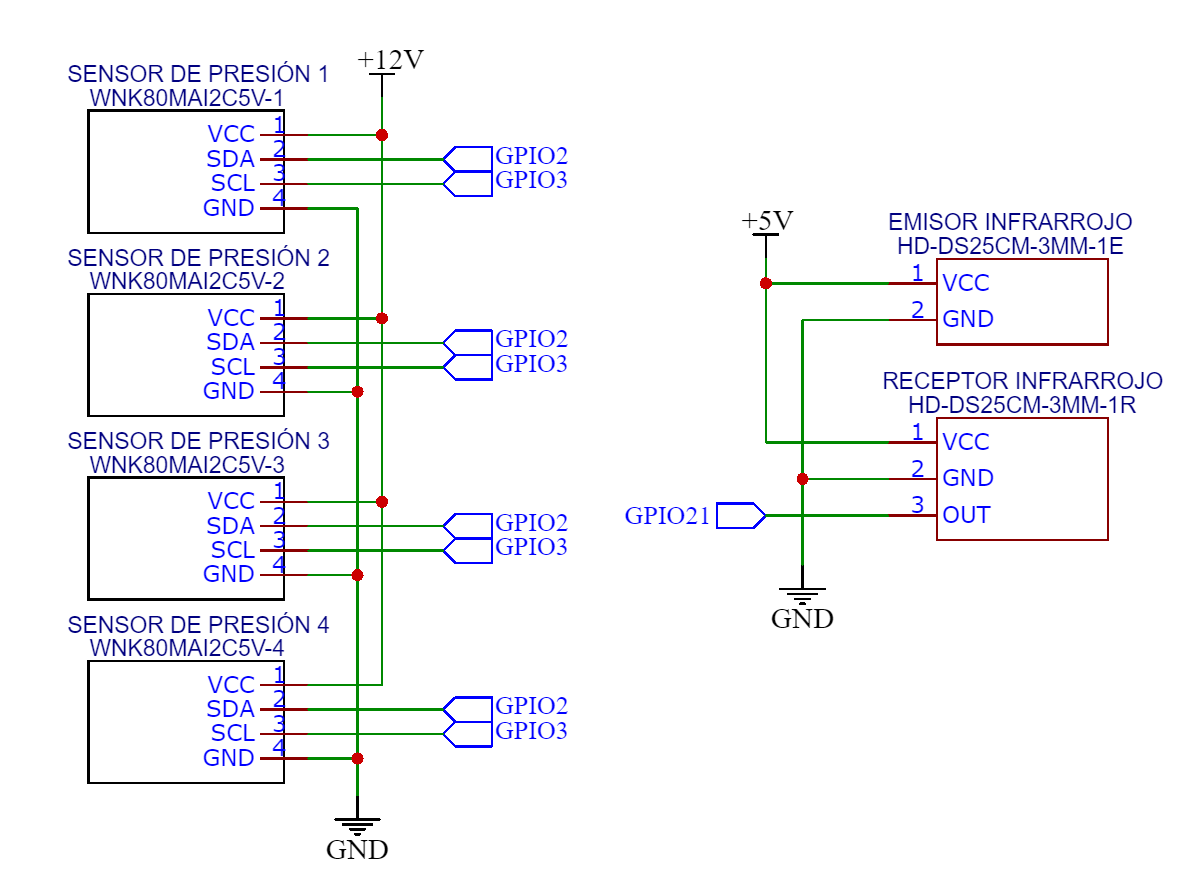 +12V
SENSOR DE PRESIÓN 1
WNK80MAI2C5V-1
VCC 1
SDA 2
SCL 3
GND 4
GPIO2
GPIO3
SENSOR DE PRESIÓN 2
WNK80MAI2C5V-2
VCC 1
SDA 2
SCL 3
GND 4
GPIO2
GPIO3
SENSOR DE PRESIÓN 3
WNK80MAI2C5V-3
VCC 1
SDA 2
SCL 3
GND 4
GPIO2
GPIO3
SENSOR DE PRESIÓN 4
WNK80MAI2C5V-4
VCC 1
SDA 2
SCL 3
GND 4
GPIO2
GPIO3
GND
+5V
EMISOR INFRARROJO
HD-DS25CM-3MM-1E
1 VCC
2 GND
RECEPTOR INFRARROJO
HD-DS25CM-3MM-1R
1 VCC
2 GND
GPIO21
3 OUT
GND